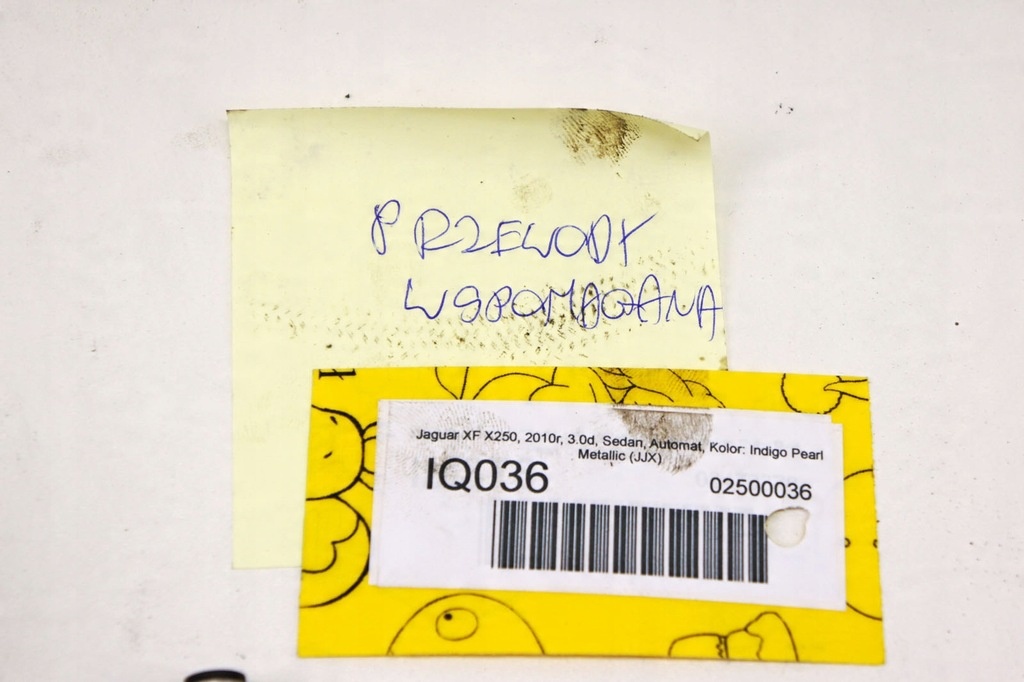 PRZEWODY
WSPOMAGANA
Jaguar XF X250, 2010r, 3.0d, Sedan, Automat, Kolor: Indigo Pearl
Metallic (JJX)
IQ036
02500036